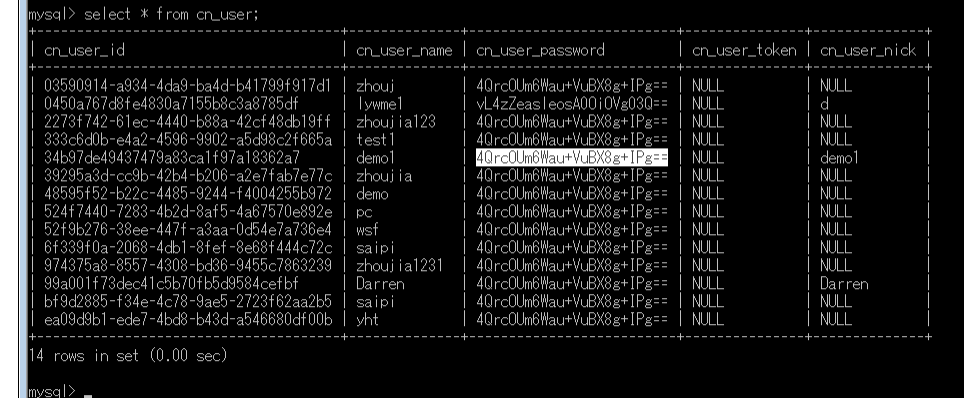 mysql> select * from cn_user;
+--------------------------------------+--------------+--------------------------+---------------+--------------+
| cn_user_id | cn_user_name | cn_user_password | cn_user_token | cn_user_nick |
+--------------------------------------+--------------+--------------------------+---------------+--------------+
| 03590914-a934-4da9-ba4d-b41799f917d1 | zhouj | 4QrcOUm6Wau+VuBX8g+IPg== | NULL | NULL |
| 0450a767d8fe4830a7155b8c3a8785df | lywme1 | vL4zZeasleosA00i0Vg03Q== | NULL | d |
| 2273f742-61ec-4440-b88a-42cf48db19ff | zhoujia123 | 4QrcOUm6Wau+VuBX8g+IPg== | NULL | NULL |
| 333c6d0b-e4a2-4596-9902-a5d98c2f665a | test1 | 4QrcOUm6Wau+VuBX8g+IPg== | NULL | NULL |
| 34b97de49437479a83ca1f97a18362a7 | demo1 | 4QrcOUm6Wau+VuBX8g+IPg== | NULL | demo1 |
| 39295a3d-cc9b-42b4-b206-a2e7fab7e77c | zhoujia | 4QrcOUm6Wau+VuBX8g+IPg== | NULL | NULL |
| 48595f52-b22c-4485-9244-f4004255b972 | demo | 4QrcOUm6Wau+VuBX8g+IPg== | NULL | NULL |
| 524f7440-7283-4b2d-8af5-4a67570e892e | pc | 4QrcOUm6Wau+VuBX8g+IPg== | NULL | NULL |
| 52f9b276-38ee-447f-a3aa-0d54e7a736e4 | wsf | 4QrcOUm6Wau+VuBX8g+IPg== | NULL | NULL |
| 6f339f0a-2068-4db1-8fef-8e68f444c72c | saipi | 4QrcOUm6Wau+VuBX8g+IPg== | NULL | NULL |
| 974375a8-8557-4308-bd36-9455c7863239 | zhoujia1231 | 4QrcOUm6Wau+VuBX8g+IPg== | NULL | NULL |
| 99a001f73dec41c5b70fb5d9584cefbf | Darren | 4QrcOUm6Wau+VuBX8g+IPg== | NULL | Darren |
| bf9d2885-f34e-4c78-9ae5-2723f62aa2b5 | saipi | 4QrcOUm6Wau+VuBX8g+IPg== | NULL | NULL |
| ea09d9b1-ede7-4bd8-b43d-a546680df00b | yht | 4QrcOUm6Wau+VuBX8g+IPg== | NULL | NULL |
+--------------------------------------+--------------+--------------------------+---------------+--------------+
14 rows in set (0.00 sec)
mysql> _